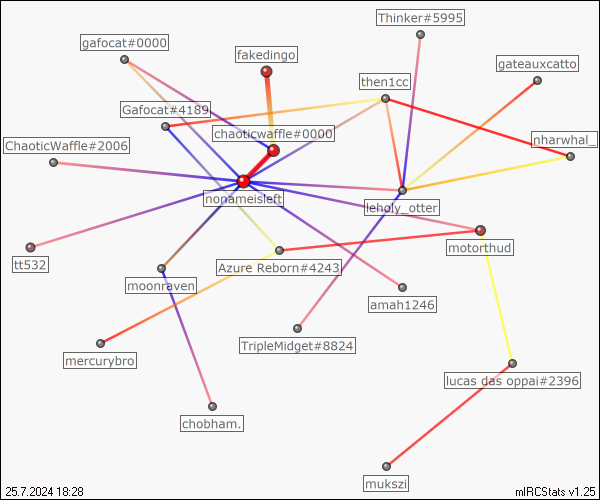 Thinker#5995
gafocat#0000
fakedingo
gateauxcatto
then1cc
Gafocat#4189
chaoticwaffle#0000
nharwhal_
ChaoticWaffle#2006
nonameisleft
leholy_otter
motorthud
tt532
Azure Reborn#4243
moonraven
amah1246
TripleMidget#8824
mercurybro
lucas das oppai#2396
chobham.
mukszi
25.7.2024 18:28
mIRCStats v1.25